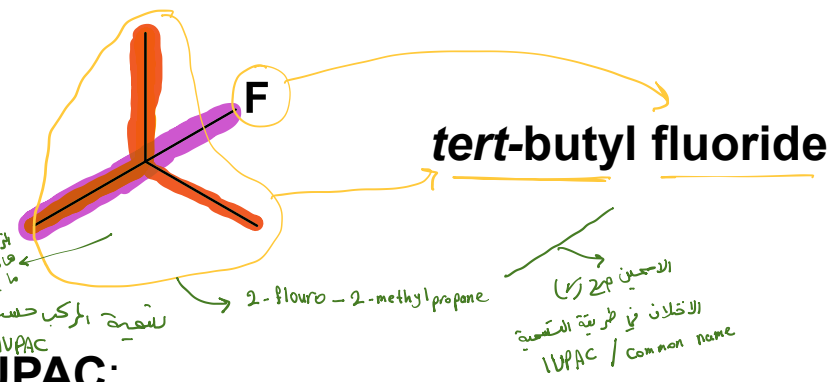 F
tert-butyl fluoride
2-flouro-2-methylpropane
الاسمين صح (✓)
الاختلاف في طريقة التسمية
IUPAC / Common name
لتسمية المركب حسب
IUPAC
IUPAC: